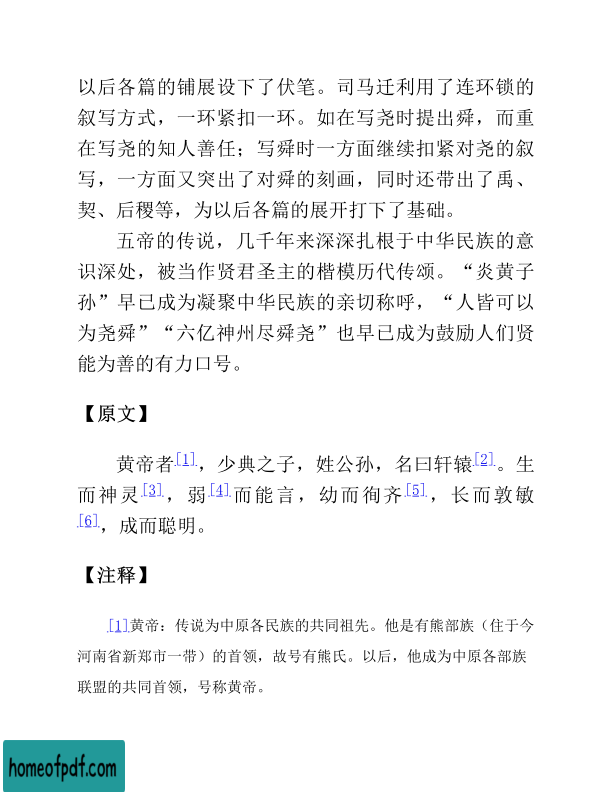 以后各篇的铺展设下了伏笔。司马迁利用了连环锁的
叙写方式，一环紧扣一环。如在写尧时提出舜，而重
在写尧的知人善任；写舜时一方面继续扣紧对尧的叙
写，一方面又突出了对舜的刻画，同时还带出了禹、
契、后稷等，为以后各篇的展开打下了基础。
五帝的传说，几千年来深深扎根于中华民族的意
识深处，被当作贤君圣主的楷模历代传颂。“炎黄子
孙”早已成为凝聚中华民族的亲切称呼，“人皆可以
为尧舜”“六亿神州尽舜尧”也早已成为鼓励人们贤
能为善的有力口号。
【原文】
黄帝者[1]，少典之子，姓公孙，名曰轩辕[2]。生
而神灵[3]，弱[4]而能言，幼而徇齐[5]，长而敦敏
[6]，成而聪明。
【注释】
[1]黄帝：传说为中原各民族的共同祖先。他是有熊部族（住于今
河南省新郑市一带）的首领，故号有熊氏。以后，他成为中原各部族
联盟的共同首领，号称黄帝。
homeofpdf.com